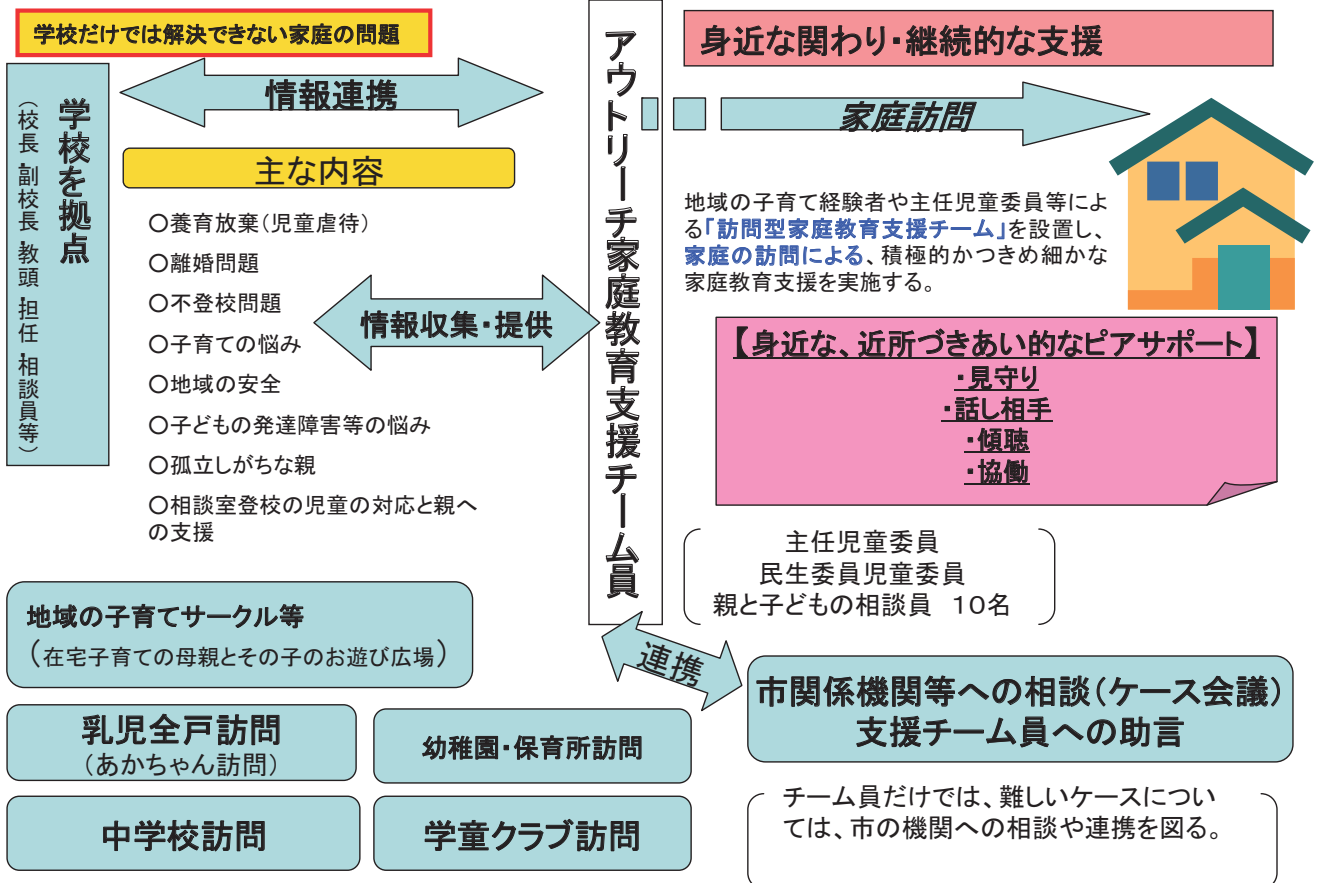 学校だけでは解決できない家庭の問題
学校を拠点
（校長・副校長・教頭・担任・相談員等）
情報連携
主な内容
○養育放棄（児童虐待）
○離婚問題
○不登校問題
○子育ての悩み
○地域の安全
○子どもの発達障害等の悩み
○孤立しがちな親
○相談室登校の児童の対応と親へ
の支援
情報収集・提供
アウトリーチ家庭教育支援チーム員
身近な関わり・継続的な支援
家庭訪問
地域の子育て経験者や主任児童委員等によ
る「訪問型家庭教育支援チーム」を設置し、
家庭の訪問による、積極的かつきめ細かな
家庭教育支援を実施する。
【身近な、近所づきあい的なピアサポート】
・見守り
・話し相手
・傾聴
・協働
主任児童委員
民生委員児童委員
親と子どもの相談員　10名
連携
市関係機関等への相談（ケース会議）
支援チーム員への助言
チーム員だけでは、難しいケースについ
ては、市の機関への相談や連携を図る。
地域の子育てサークル等
（在宅子育ての母親とその子のお遊び広場）
乳児全戸訪問
（あかちゃん訪問）
幼稚園・保育所訪問
中学校訪問
学童クラブ訪問